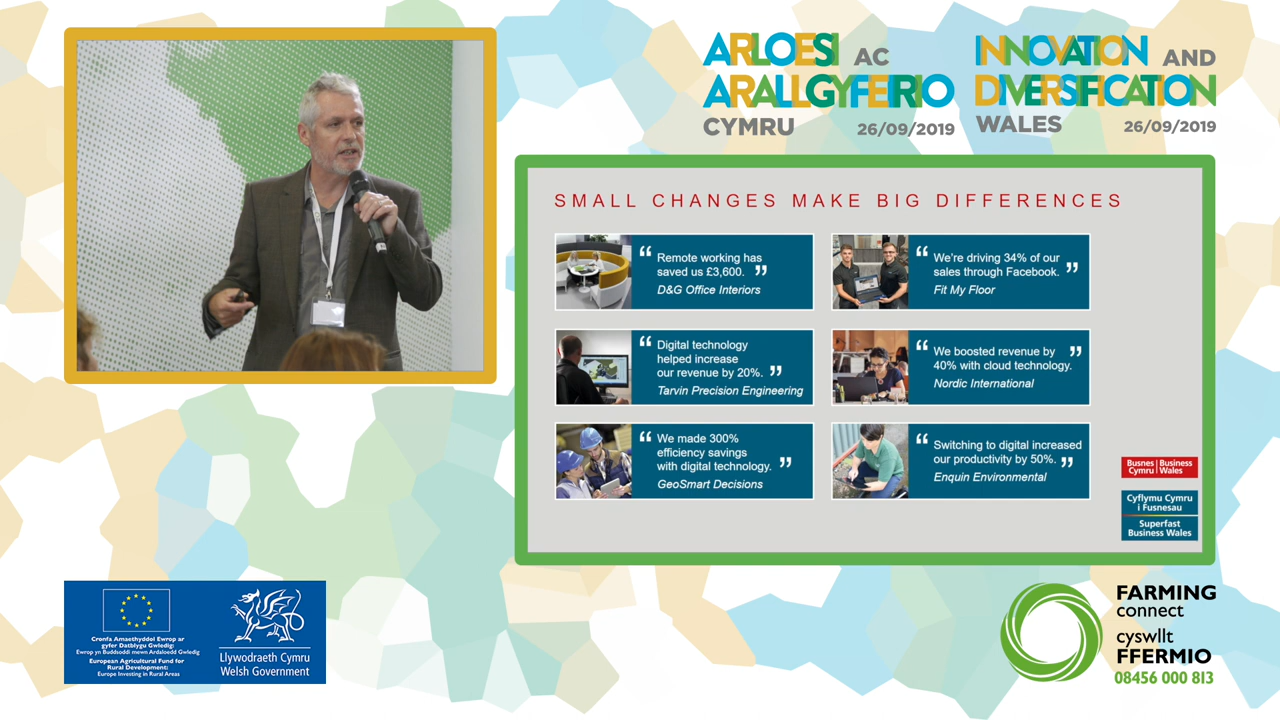 ARLOESI AC
ARALLGYFEIRIO
CYMRU 26/09/2019
INNOVATION AND
DIVERSIFICATION
WALES 26/09/2019
SMALL CHANGES MAKE BIG DIFFERENCES
“ Remote working has
saved us £3,600. ”
D&G Office Interiors
“ We're driving 34% of our
sales through Facebook. ”
Fit My Floor
“ Digital technology
helped increase
our revenue by 20%. ”
Tarvin Precision Engineering
“ We boosted revenue by
40% with cloud technology. ”
Nordic International
“ We made 300%
efficiency savings
with digital technology. ”
GeoSmart Decisions
“ Switching to digital increased
our productivity by 50%. ”
Enquin Environmental
Busnes | Business
Cymru | Wales
Cyflymu Cymru
i Fusnesau
Superfast
Business Wales
Cronfa Amaethyddol Ewrop ar
gyfer Datblygu Gwledig:
Ewrop yn Buddsoddi mewn Ardaloedd Gwledig
European Agricultural Fund for
Rural Development:
Europe Investing in Rural Areas
Llywodraeth Cymru
Welsh Government
FARMING
connect
cyswllt
FFERMIO
08456 000 813